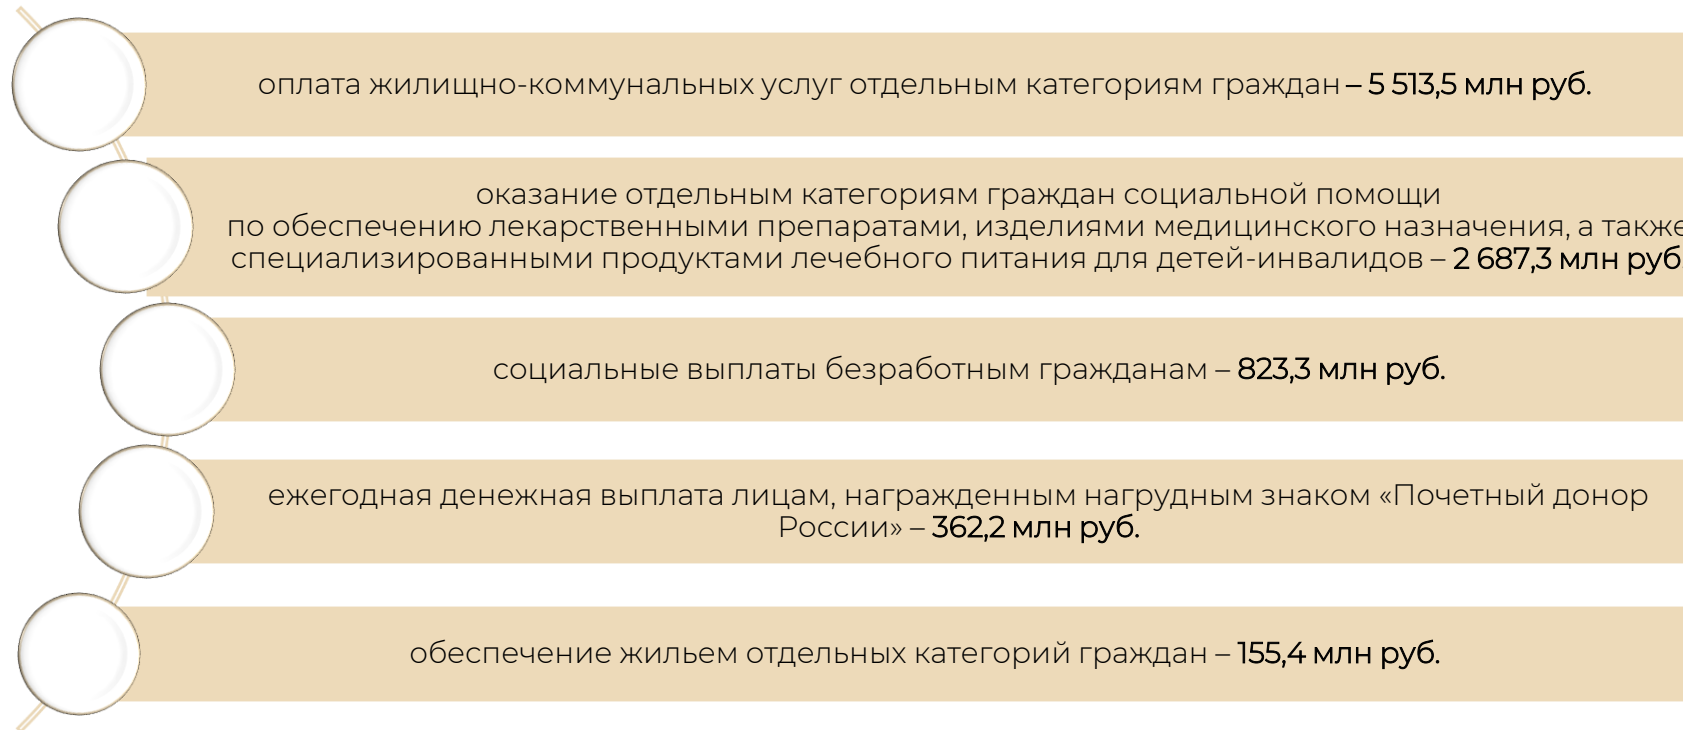 оплата жилищно-коммунальных услуг отдельным категориям граждан – 5 513,5 млн руб.
оказание отдельным категориям граждан социальной помощи
по обеспечению лекарственными препаратами, изделиями медицинского назначения, а также
специализированными продуктами лечебного питания для детей-инвалидов – 2 687,3 млн руб
социальные выплаты безработным гражданам – 823,3 млн руб.
ежегодная денежная выплата лицам, награжденным нагрудным знаком «Почетный донор
России» – 362,2 млн руб.
обеспечение жильем отдельных категорий граждан – 155,4 млн руб.